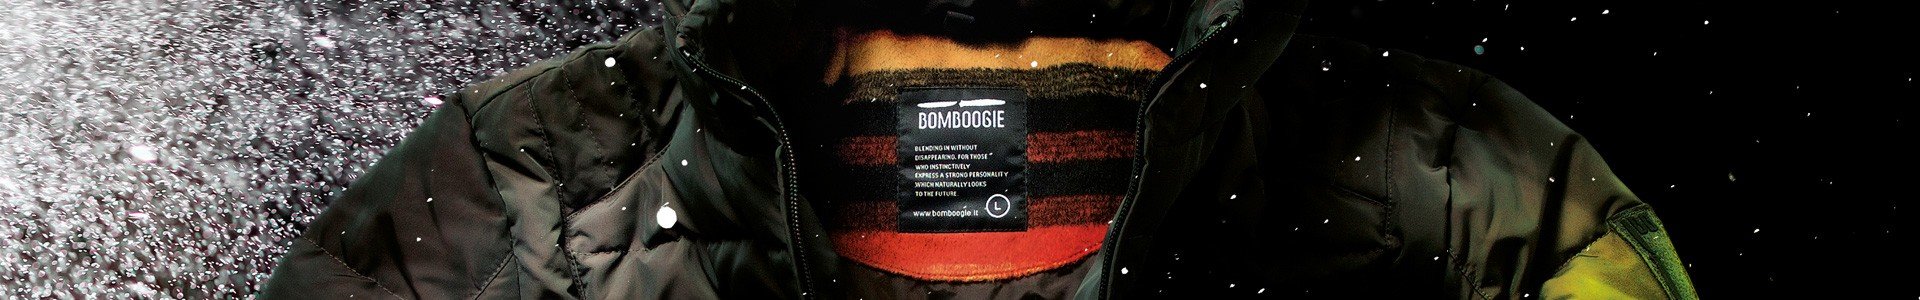 BOMBOOGIE
BLENDING IN WITHOUT
DISAPPEARING. FOR THOSE
WHO INSTINCTIVELY
EXPRESS A STRONG PERSONALITY
WHICH NATURALLY LOOKS
TO THE FUTURE.
www.bomboogie.it L